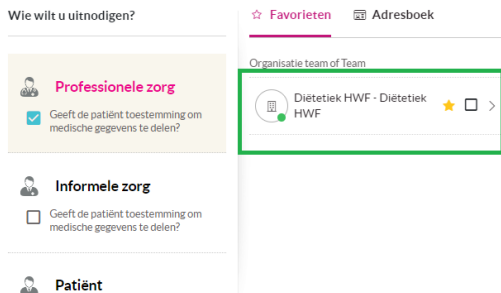 Wie wilt u uitnodigen?
Favorieten
Adresboek
Organisatie team of Team
Professionele zorg
Geeft de patiënt toestemming om
medische gegevens te delen?
Diëtetiek HWF - Diëtetiek
HWF
Informele zorg
Geeft de patiënt toestemming om
medische gegevens te delen?
Patiënt